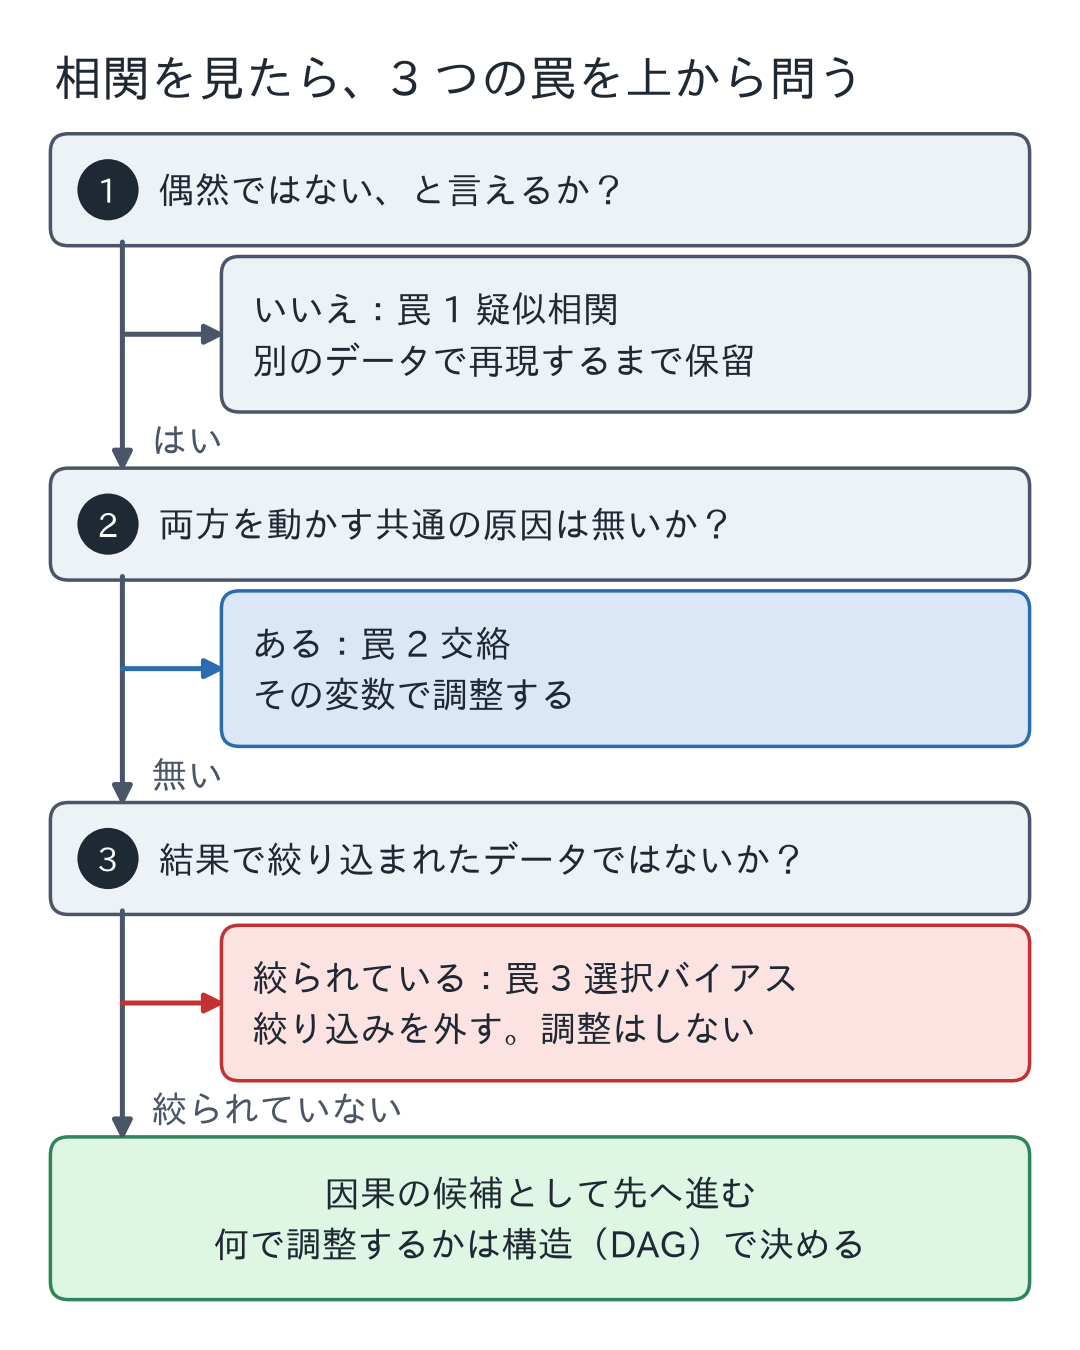 相関を見たら、3 つの罠を上から問う
1 偶然ではない、と言えるか？
いいえ：罠 1 疑似相関
別のデータで再現するまで保留
はい
2 両方を動かす共通の原因は無いか？
ある：罠 2 交絡
その変数で調整する
無い
3 結果で絞り込まれたデータではないか？
絞られている：罠 3 選択バイアス
絞り込みを外す。調整はしない
絞られていない
因果の候補として先へ進む
何で調整するかは構造（DAG）で決める